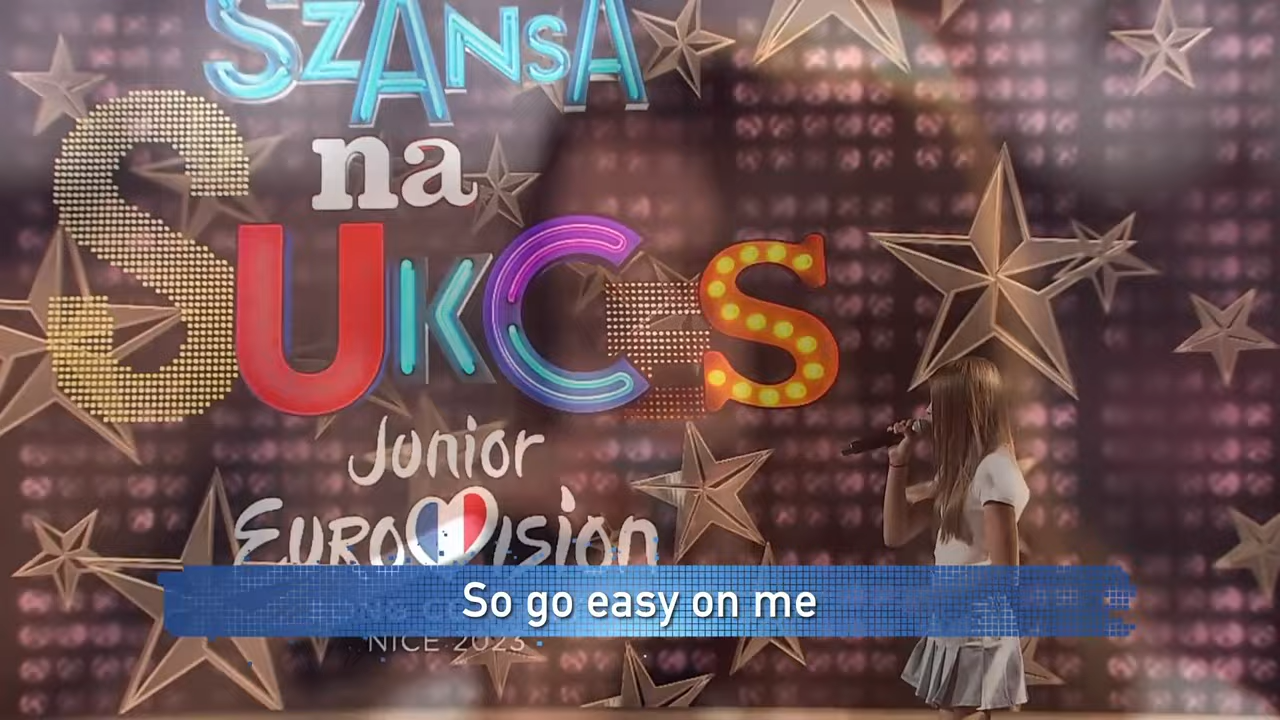 SZANSA
na
SUKCES
Junior
EUROVISION
So go easy on me
NICE 2023